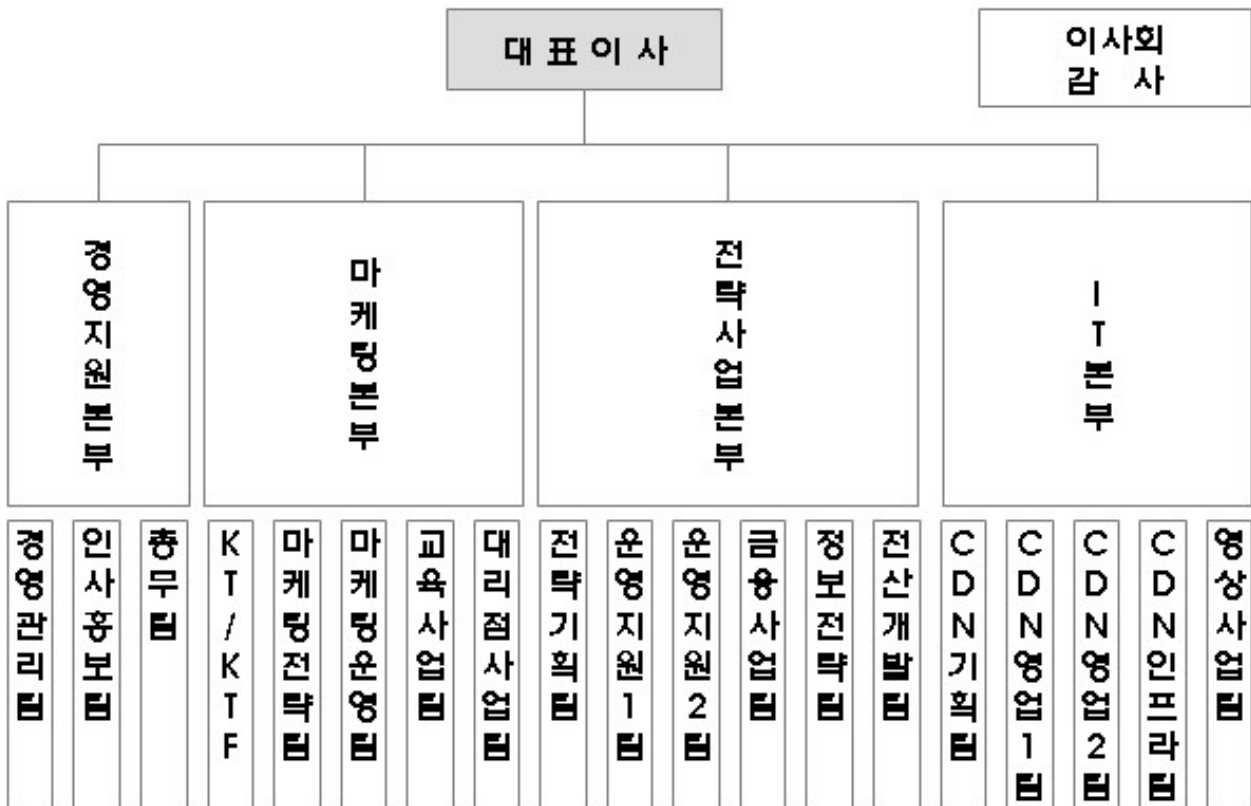 대표이사
이사회
감 사
경영지원본부
마케팅본부
전략사업본부
IT본부
경영관리팀
인사홍보팀
총무팀
KT/KTF
마케팅전략팀
마케팅운영팀
교육사업팀
대리점사업팀
전략기획팀
운영지원1팀
운영지원2팀
금융사업팀
정보전략팀
전산개발팀
CDN기획팀
CDN영업1팀
CDN영업2팀
CDN인프라팀
영상사업팀